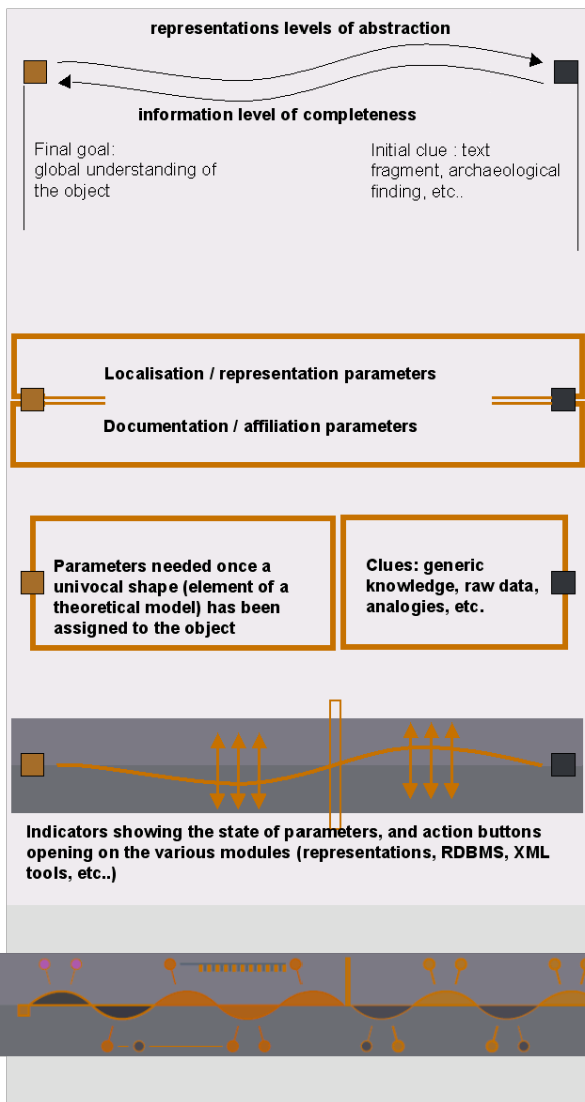 representations levels of abstraction
information level of completeness
Final goal:
global understanding of
the object
Initial clue : text
fragment, archaeological
finding, etc..
Localisation / representation parameters
Documentation / affiliation parameters
Parameters needed once a
univocal shape (element of a
theoretical model) has been
assigned to the object
Clues: generic
knowledge, raw data,
analogies, etc.
Indicators showing the state of parameters, and action buttons
opening on the various modules (representations, RDBMS, XML
tools, etc..)